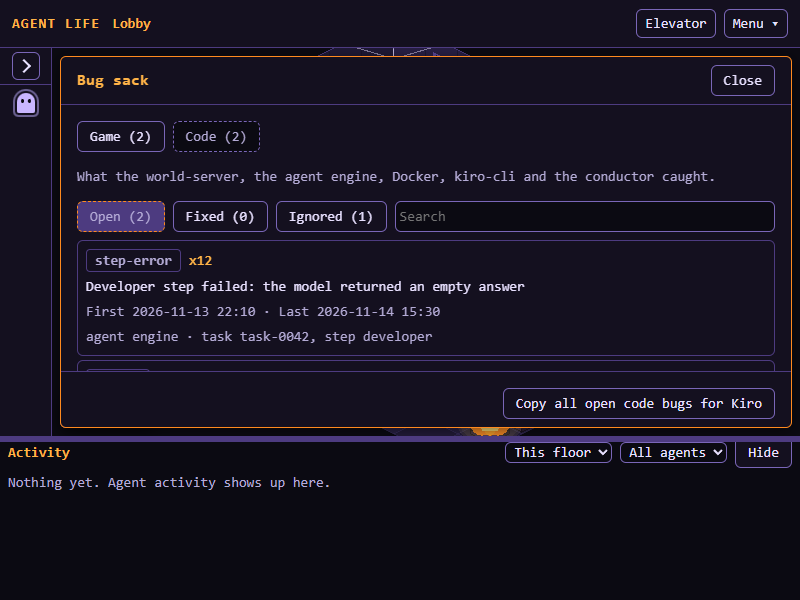 AGENT LIFE Lobby
Elevator Menu ▾
Bug sack
Close
Game (2) Code (2)
What the world-server, the agent engine, Docker, kiro-cli and the conductor caught.
Open (2) Fixed (0) Ignored (1) Search
step-error x12
Developer step failed: the model returned an empty answer
First 2026-11-13 22:10 · Last 2026-11-14 15:30
agent engine · task task-0042, step developer
Copy all open code bugs for Kiro
Activity
This floor All agents Hide
Nothing yet. Agent activity shows up here.